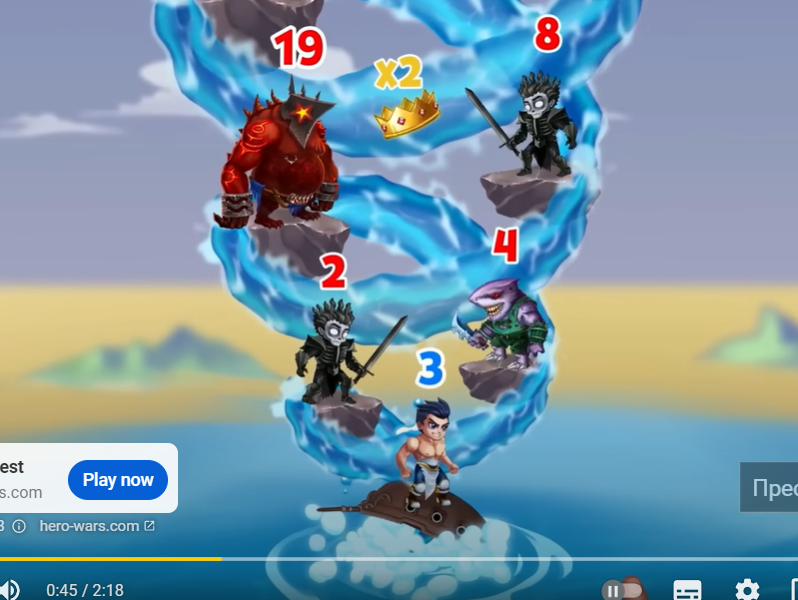 19
8
x2
2
4
3
est
Play now
s.com
Прес
3 ⓘ hero-wars.com
0:45 / 2:18